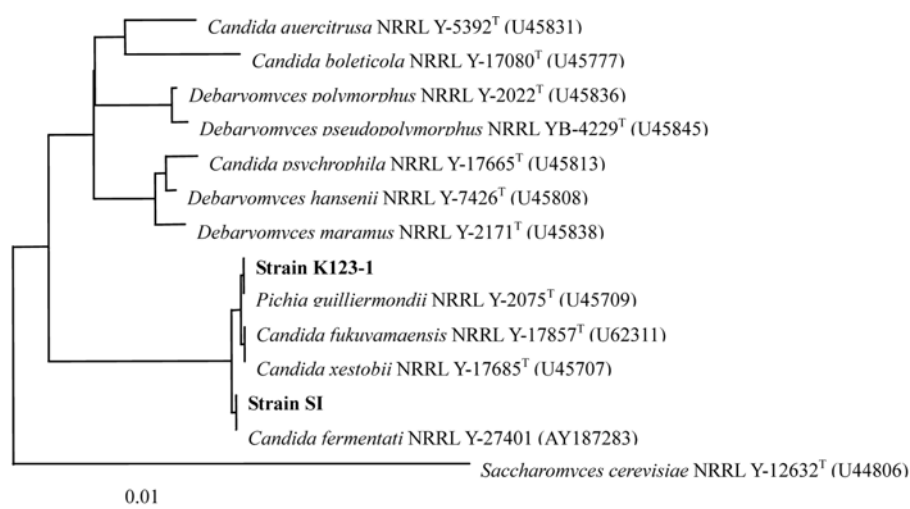 Candida quercitrusa NRRL Y-5392ᵀ (U45831)
Candida boleticola NRRL Y-17080ᵀ (U45777)
Debaryomyces polymorphus NRRL Y-2022ᵀ (U45836)
Debaryomyces pseudopolymorphus NRRL YB-4229ᵀ (U45845)
Candida psychrophila NRRL Y-17665ᵀ (U45813)
Debaryomyces hansenii NRRL Y-7426ᵀ (U45808)
Debaryomyces maramus NRRL Y-2171ᵀ (U45838)
Strain K123-1
Pichia guilliermondii NRRL Y-2075ᵀ (U45709)
Candida fukuyamaensis NRRL Y-17857ᵀ (U62311)
Candida xestobii NRRL Y-17685ᵀ (U45707)
Strain SI
Candida fermentati NRRL Y-27401 (AY187283)
Saccharomyces cerevisiae NRRL Y-12632ᵀ (U44806)
0.01